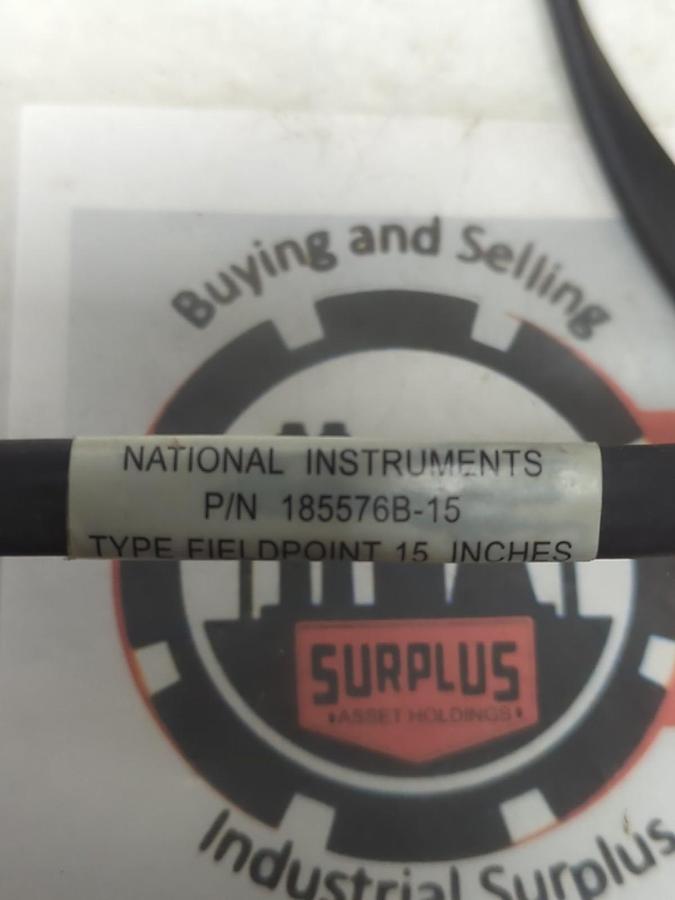 Buying and Selling
NATIONAL INSTRUMENTS
P/N 185576B-15
TYPE FIELDPOINT 15 INCHES
SURPLUS
ASSET HOLDINGS
Industrial Surplus